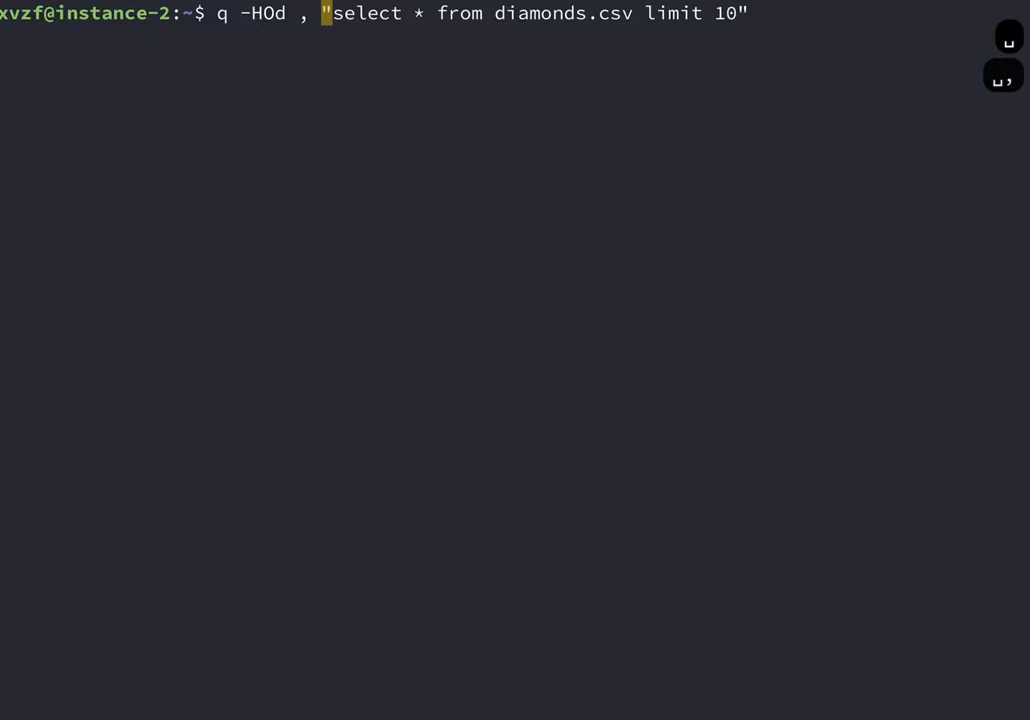 xvzf@instance-2:~$ q -HOd , "select * from diamonds.csv limit 10"
␣
␣,